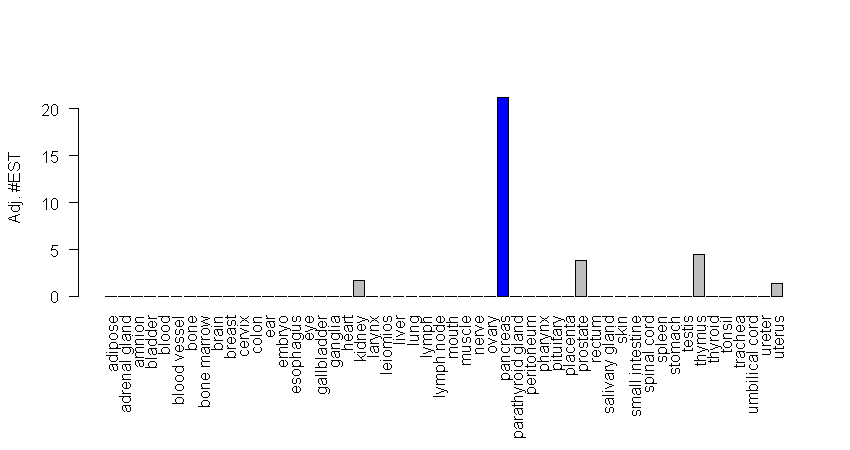 Adj. #EST
20
15
10
5
0
adipose
adrenal gland
amnion
bladder
blood
blood vessel
bone
bone marrow
brain
breast
cervix
colon
ear
embryo
esophagus
eye
gallbladder
ganglia
heart
kidney
larynx
leiomios
liver
lung
lymph
lymph node
mouth
muscle
nerve
ovary
pancreas
parathyroid gland
peritoneum
pharynx
pituitary
placenta
prostate
rectum
salivary gland
skin
small intestine
spinal cord
spleen
stomach
testis
thymus
thyroid
tonsil
trachea
umbilical cord
ureter
uterus